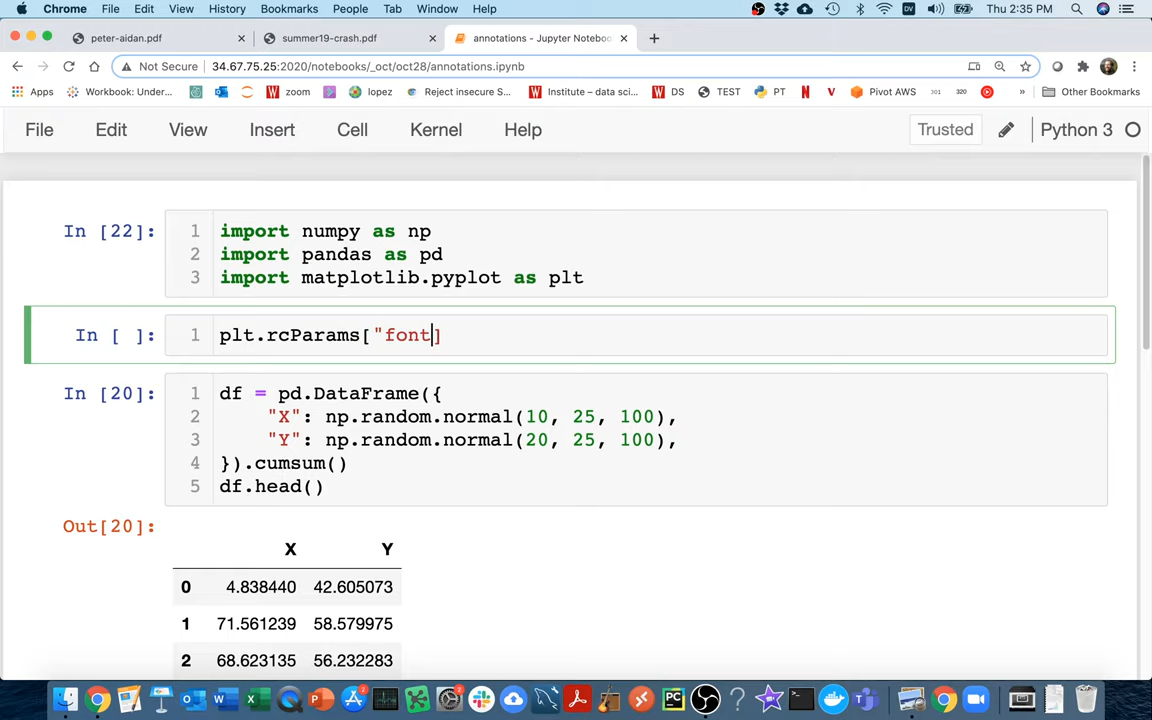 Chrome File Edit View History Bookmarks People Tab Window Help DV Thu 2:35 PM
peter-aidan.pdf summer19-crash.pdf annotations - Jupyter Noteboo
Not Secure 34.67.75.25:2020/notebooks/_oct/oct28/annotations.ipynb
Apps Workbook: Under... zoom lopez Reject insecure S... Institute – data sci... DS TEST PT Pivot AWS 301 320 » Other Bookmarks
File Edit View Insert Cell Kernel Help Trusted Python 3
In [22]: 1 import numpy as np
2 import pandas as pd
3 import matplotlib.pyplot as plt
In [ ]: 1 plt.rcParams["font]
In [20]: 1 df = pd.DataFrame({
2 "X": np.random.normal(10, 25, 100),
3 "Y": np.random.normal(20, 25, 100),
4 }).cumsum()
5 df.head()
Out[20]:
X Y
0 4.838440 42.605073
1 71.561239 58.579975
2 68.623135 56.232283